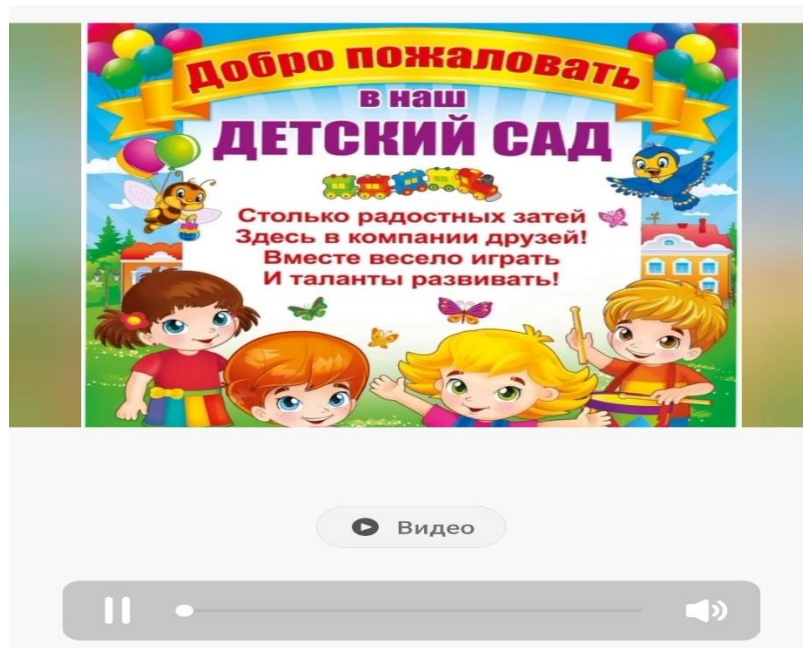 Добро пожаловать
в наш
ДЕТСКИЙ САД
Столько радостных затей
Здесь в компании друзей!
Вместе весело играть
И таланты развивать!
Видео